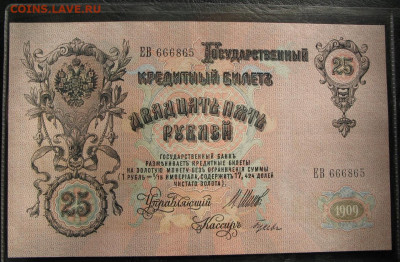 COINS.LAVE.RU
ЕВ 666865
ГОСУДАРСТВЕННЫЙ
КРЕДИТНЫЙ БИЛЕТЪ
25
ДВАДЦАТЬ ПЯТЬ
РУБЛЕЙ
ГОСУДАРСТВЕННЫЙ БАНКЪ
РАЗМѢНИВАЕТЪ КРЕДИТНЫЕ БИЛЕТЫ
НА ЗОЛОТУЮ МОНЕТУ БЕЗЪ ОГРАНИЧЕНІЯ СУММЫ
(1 РУБЛЬ = 1/15 ИМПЕРІАЛА, СОДЕРЖИТЪ 17,424 ДОЛЕЙ
ЧИСТАГО ЗОЛОТА).
ЕВ 666865
25
Управляющій
Кассиръ
1909